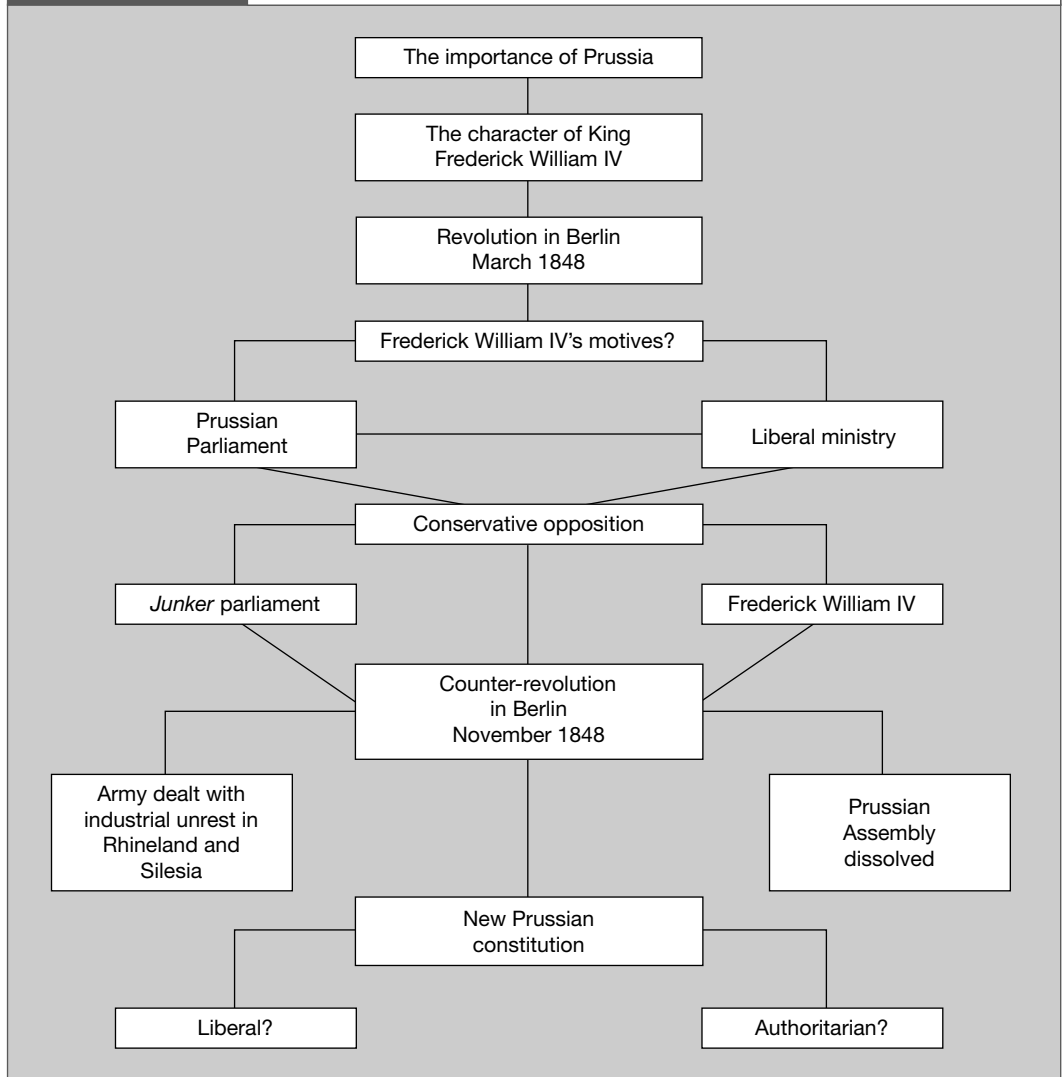 The importance of Prussia
The character of King
Frederick William IV
Revolution in Berlin
March 1848
Frederick William IV's motives?
Prussian
Parliament
Liberal ministry
Conservative opposition
Junker parliament
Frederick William IV
Counter-revolution
in Berlin
November 1848
Army dealt with
industrial unrest in
Rhineland and
Silesia
Prussian
Assembly
dissolved
New Prussian
constitution
Liberal?
Authoritarian?